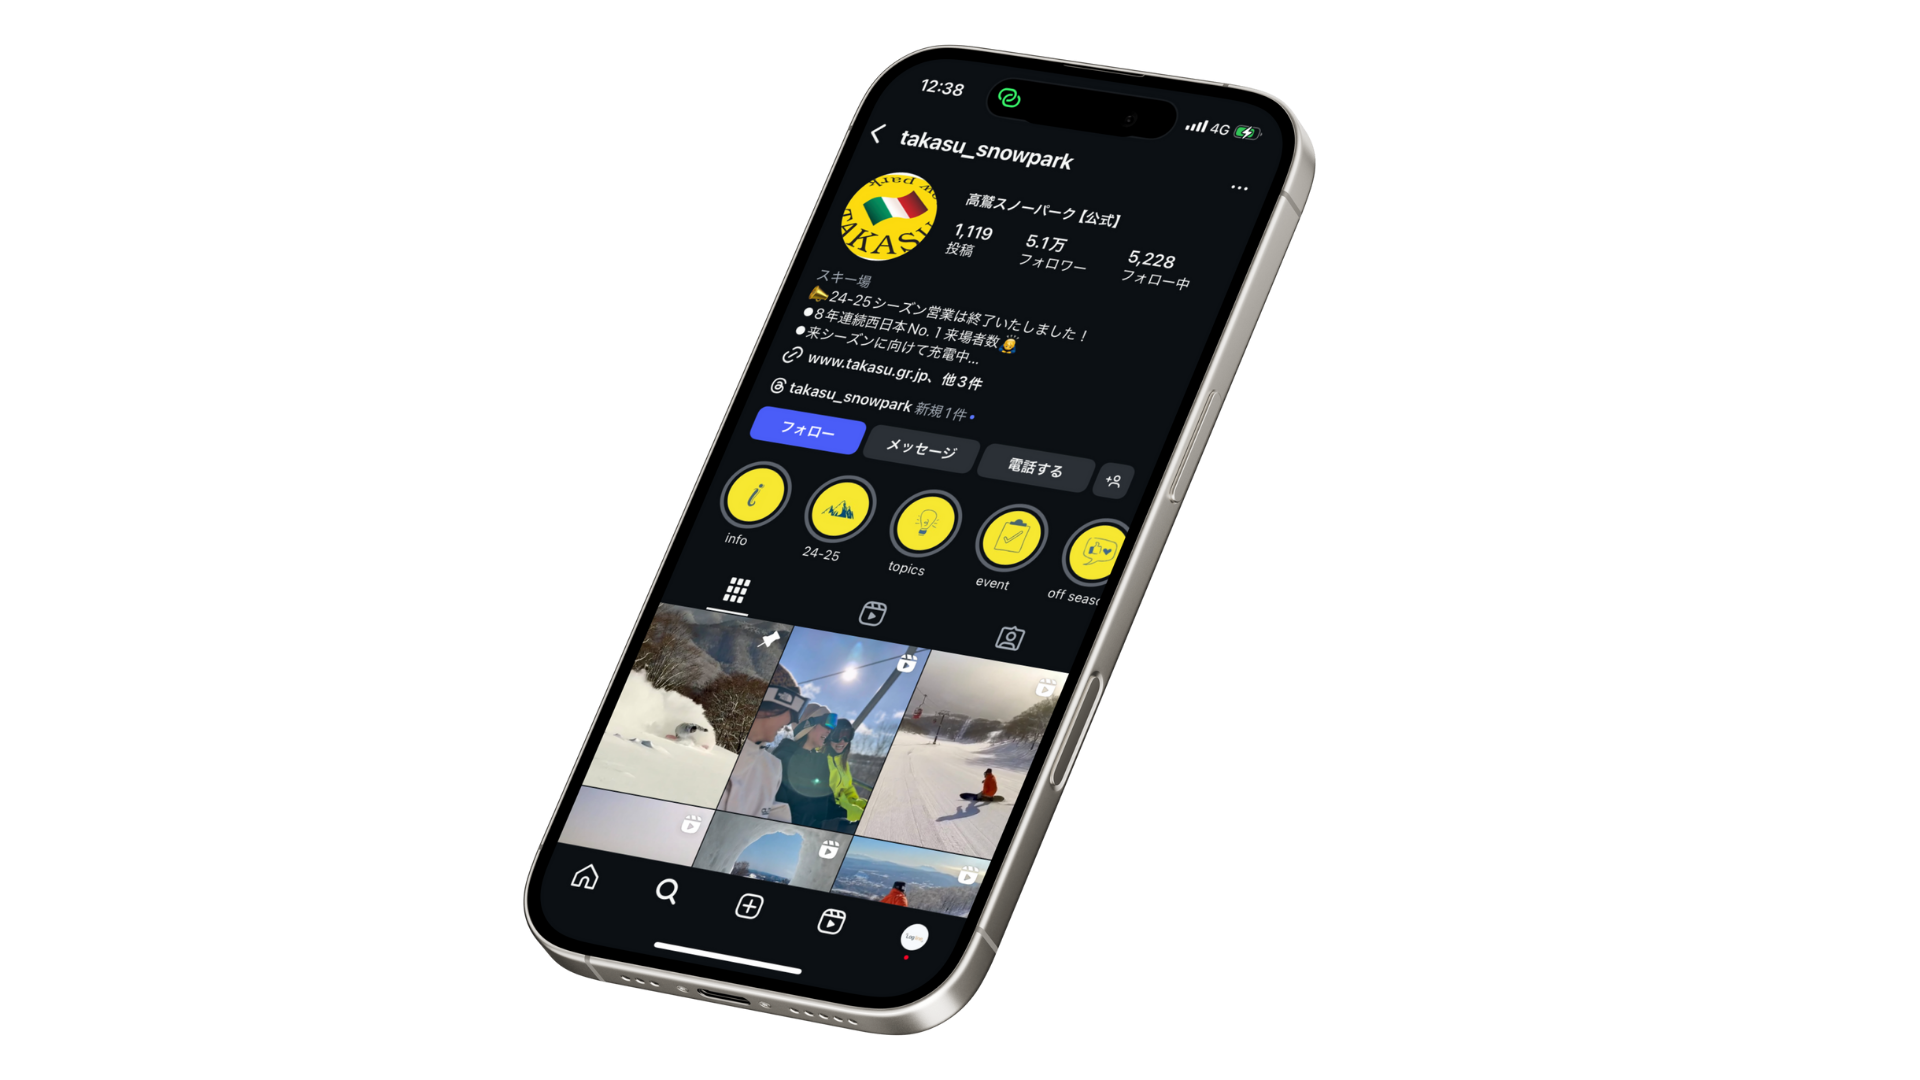 12:38
4G
takasu_snowpark
Snow park
TAKASU
高鷲スノーパーク【公式】
1,119 5.1万 5,228
投稿 フォロワー フォロー中
スキー場
24-25シーズン営業は終了いたしました！
●8年連続西日本No.1来場者数
●来シーズンに向けて充電中...
www.takasu.gr.jp、他3件
takasu_snowpark 新規1件
フォロー メッセージ 電話する
info 24-25 topics event off seaso